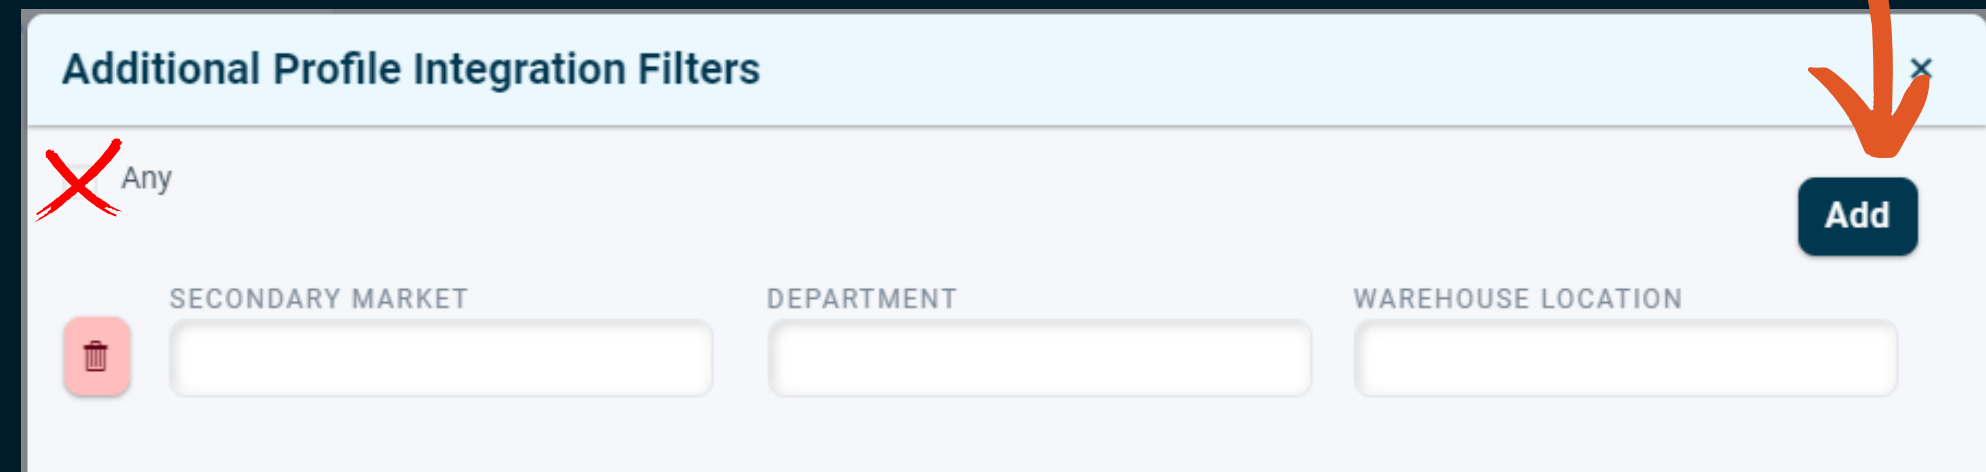 Additional Profile Integration Filters
Any
Add
SECONDARY MARKET
DEPARTMENT
WAREHOUSE LOCATION